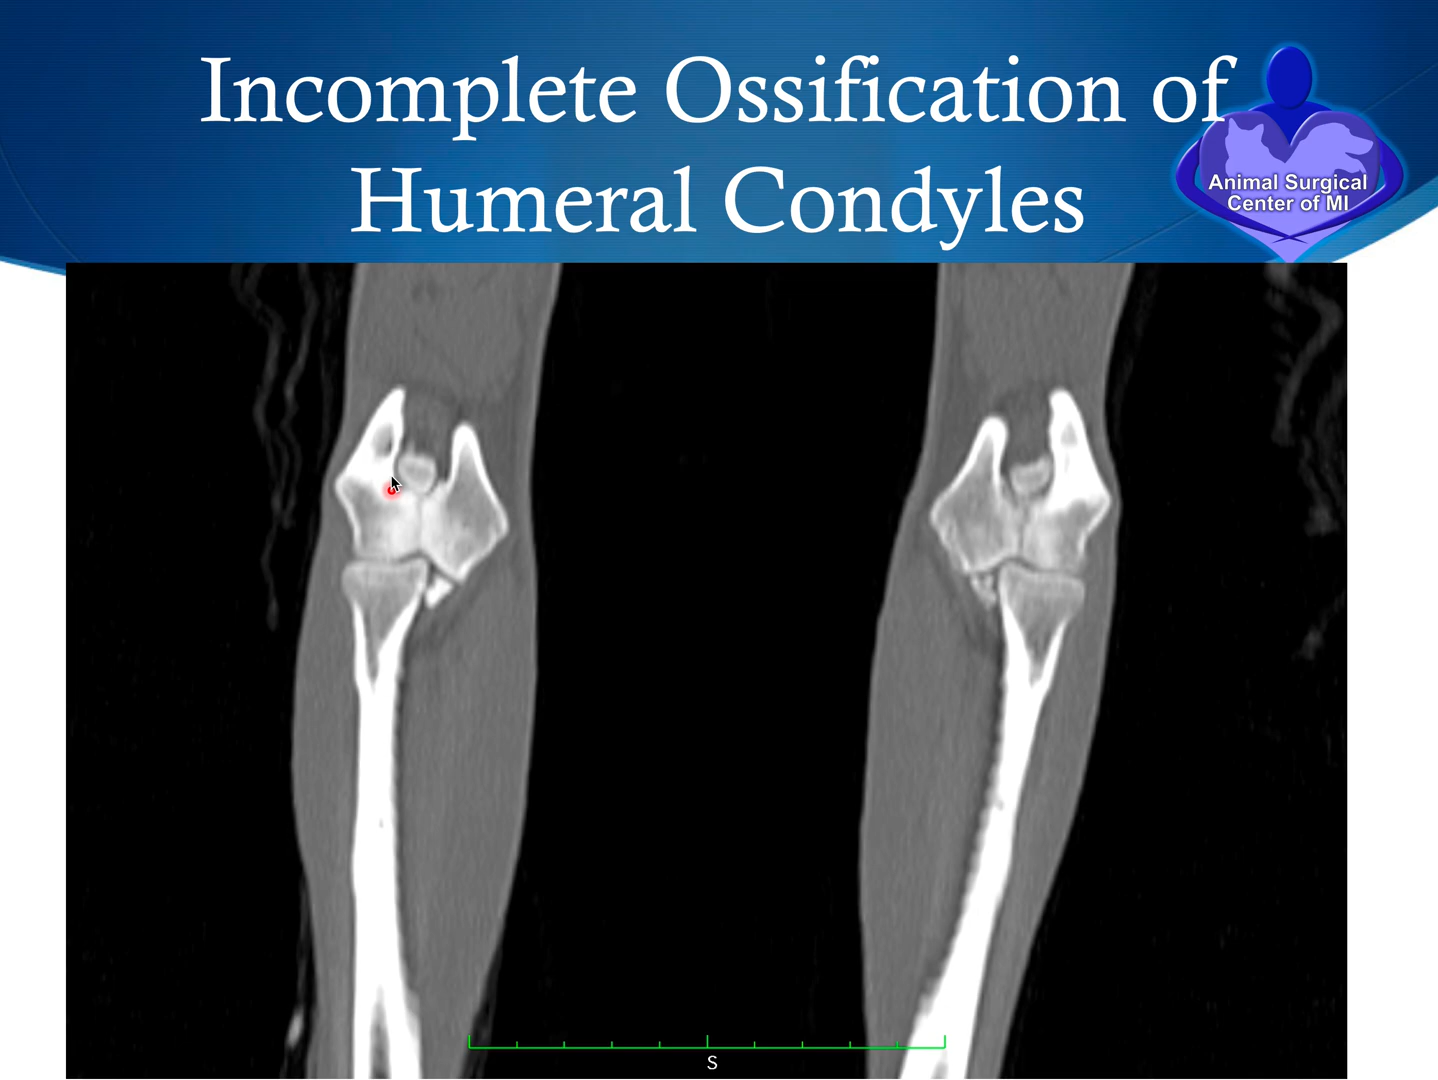 Incomplete Ossification of
Humeral Condyles
Animal Surgical
Center of MI
S